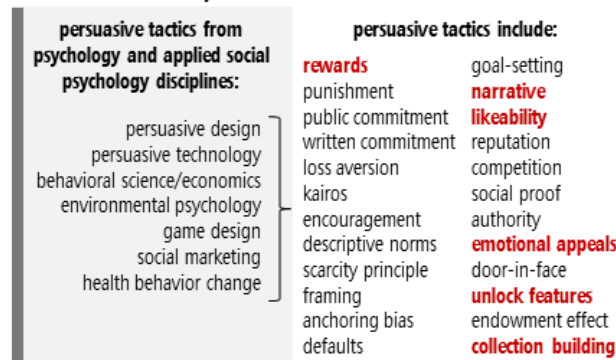 persuasive tactics from
psychology and applied social
psychology disciplines:
persuasive design
persuasive technology
behavioral science/economics
environmental psychology
game design
social marketing
health behavior change
persuasive tactics include:
rewards
punishment
public commitment
written commitment
loss aversion
kairos
encouragement
descriptive norms
scarcity principle
framing
anchoring bias
defaults
goal-setting
narrative
likeability
reputation
competition
social proof
authority
emotional appeals
door-in-face
unlock features
endowment effect
collection building